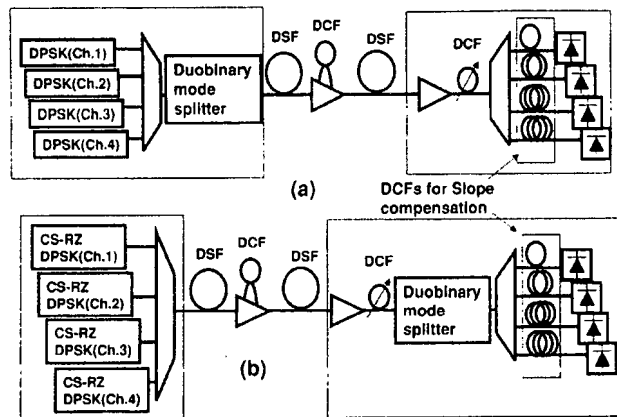 DPSK(Ch.1)
DPSK(Ch.2)
DPSK(Ch.3)
DPSK(Ch.4)
Duobinary
mode
splitter
DSF
DCF
DSF
DCF
(a)
DCFs for Slope
compensation
CS-RZ
DPSK(Ch.1)
CS-RZ
DPSK(Ch.2)
CS-RZ
DPSK(Ch.3)
CS-RZ
DPSK(Ch.4)
DSF
DCF
DSF
DCF
Duobinary
mode
splitter
(b)